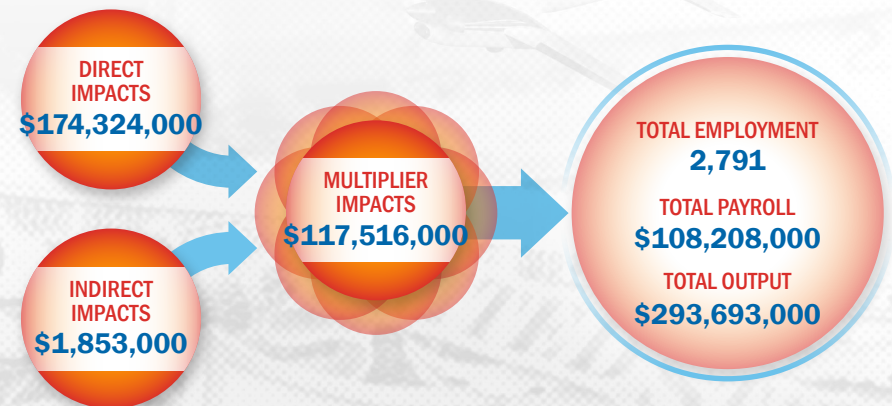 DIRECT
IMPACTS
$174,324,000
INDIRECT
IMPACTS
$1,853,000
MULTIPLIER
IMPACTS
$117,516,000
TOTAL EMPLOYMENT
2,791
TOTAL PAYROLL
$108,208,000
TOTAL OUTPUT
$293,693,000